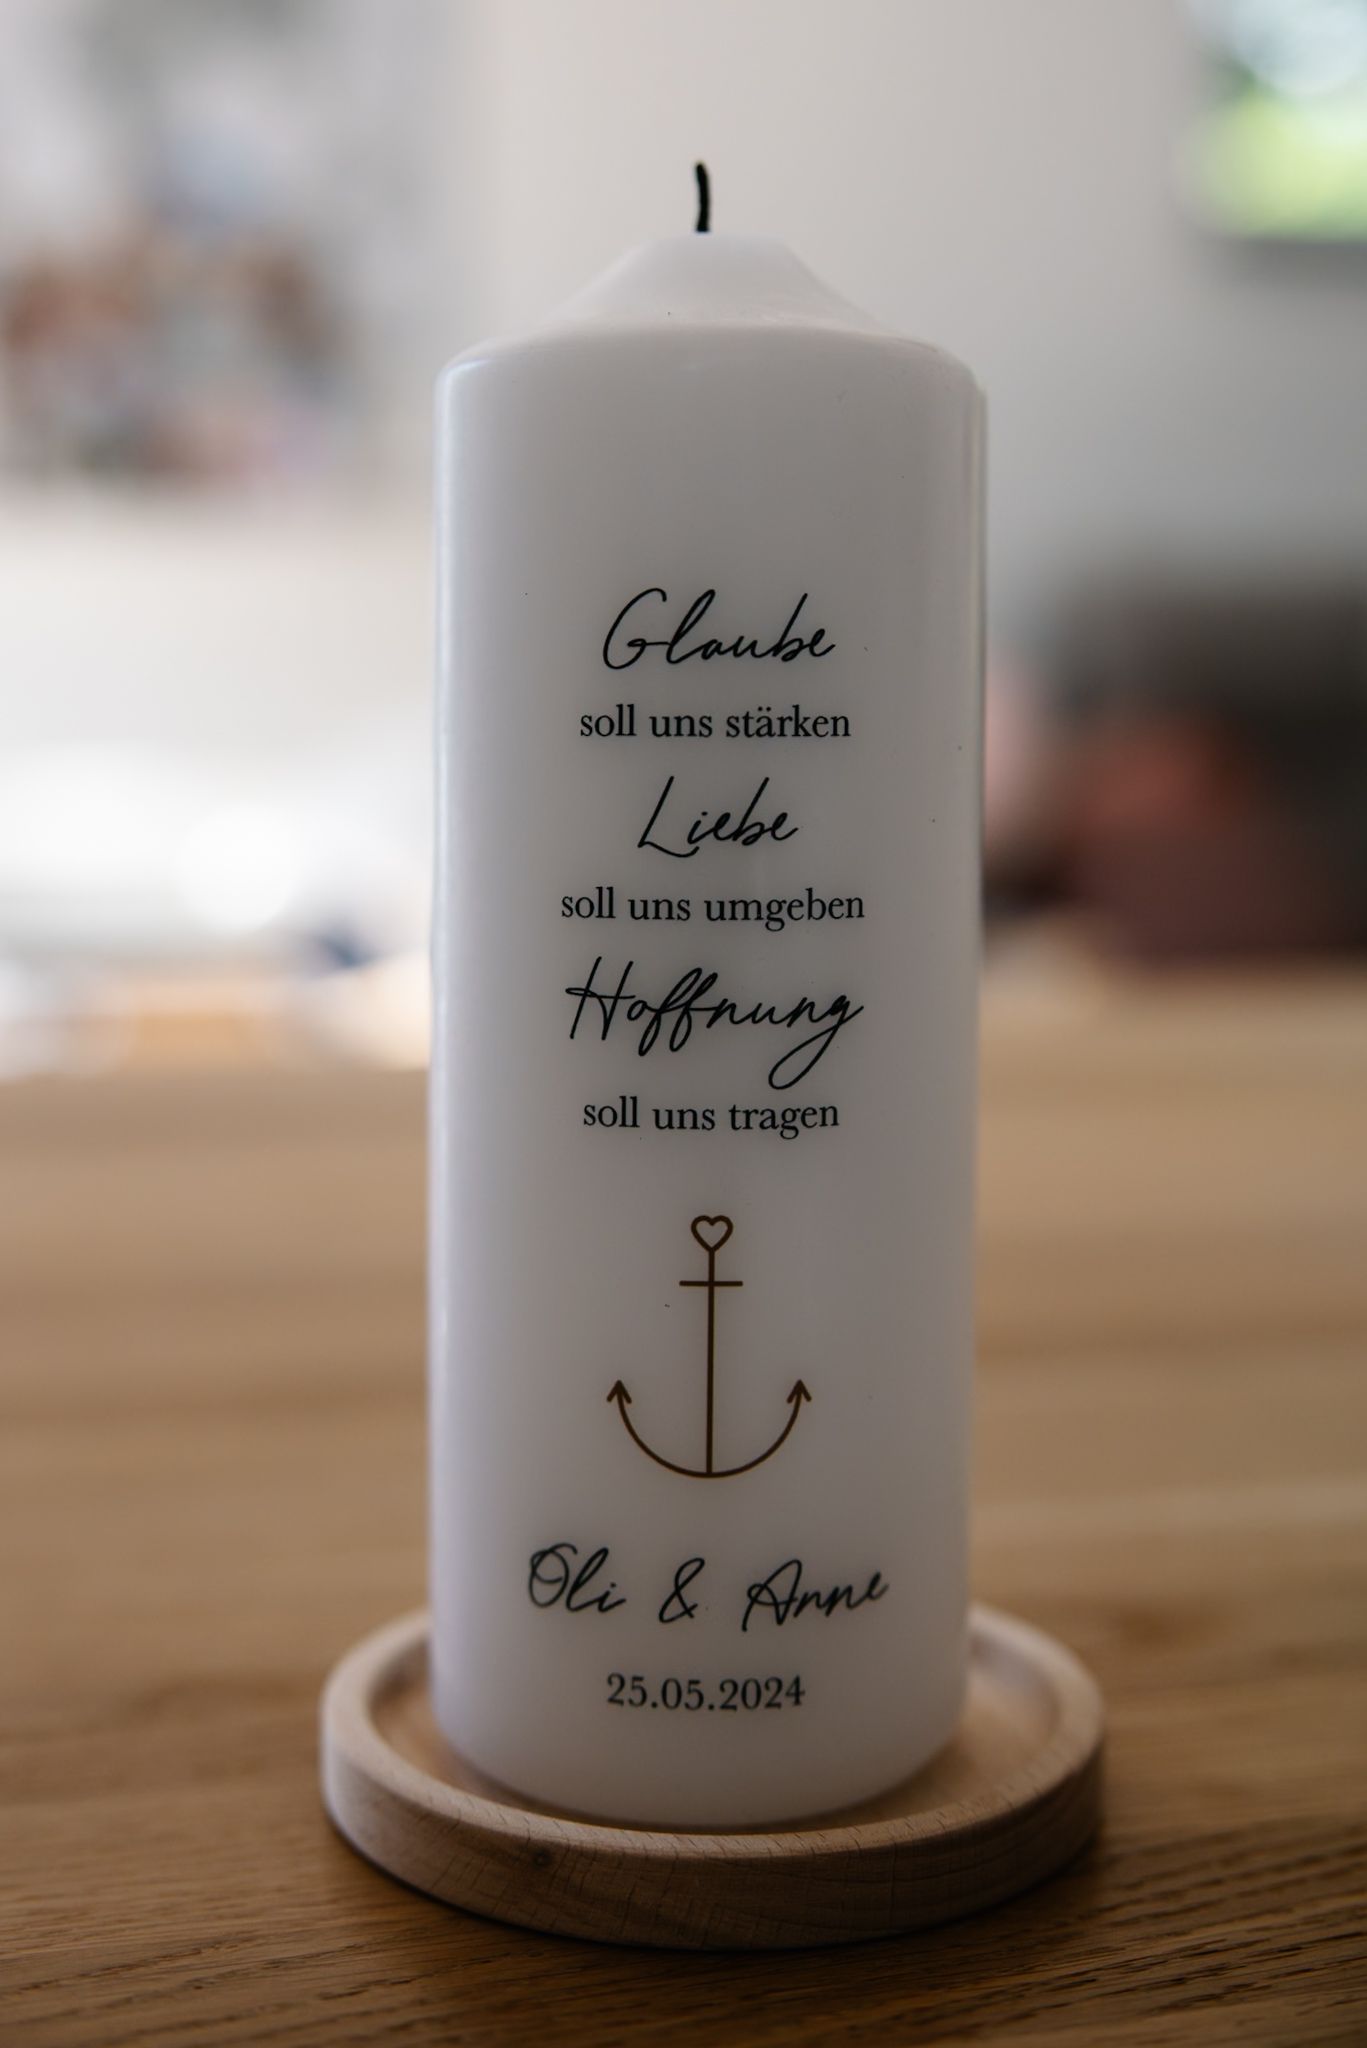 Glaube
soll uns stärken
Liebe
soll uns umgeben
Hoffnung
soll uns tragen
Oli & Anne
25.05.2024